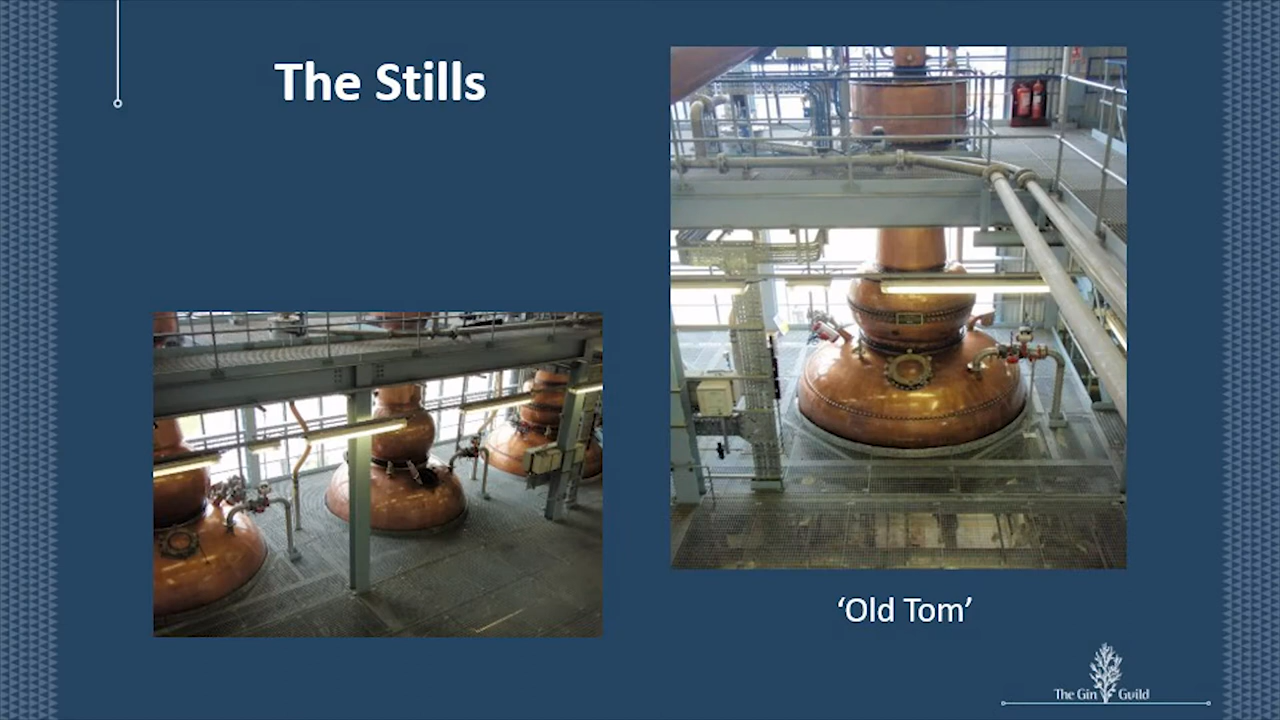 The Stills
‘Old Tom’
The Gin Guild